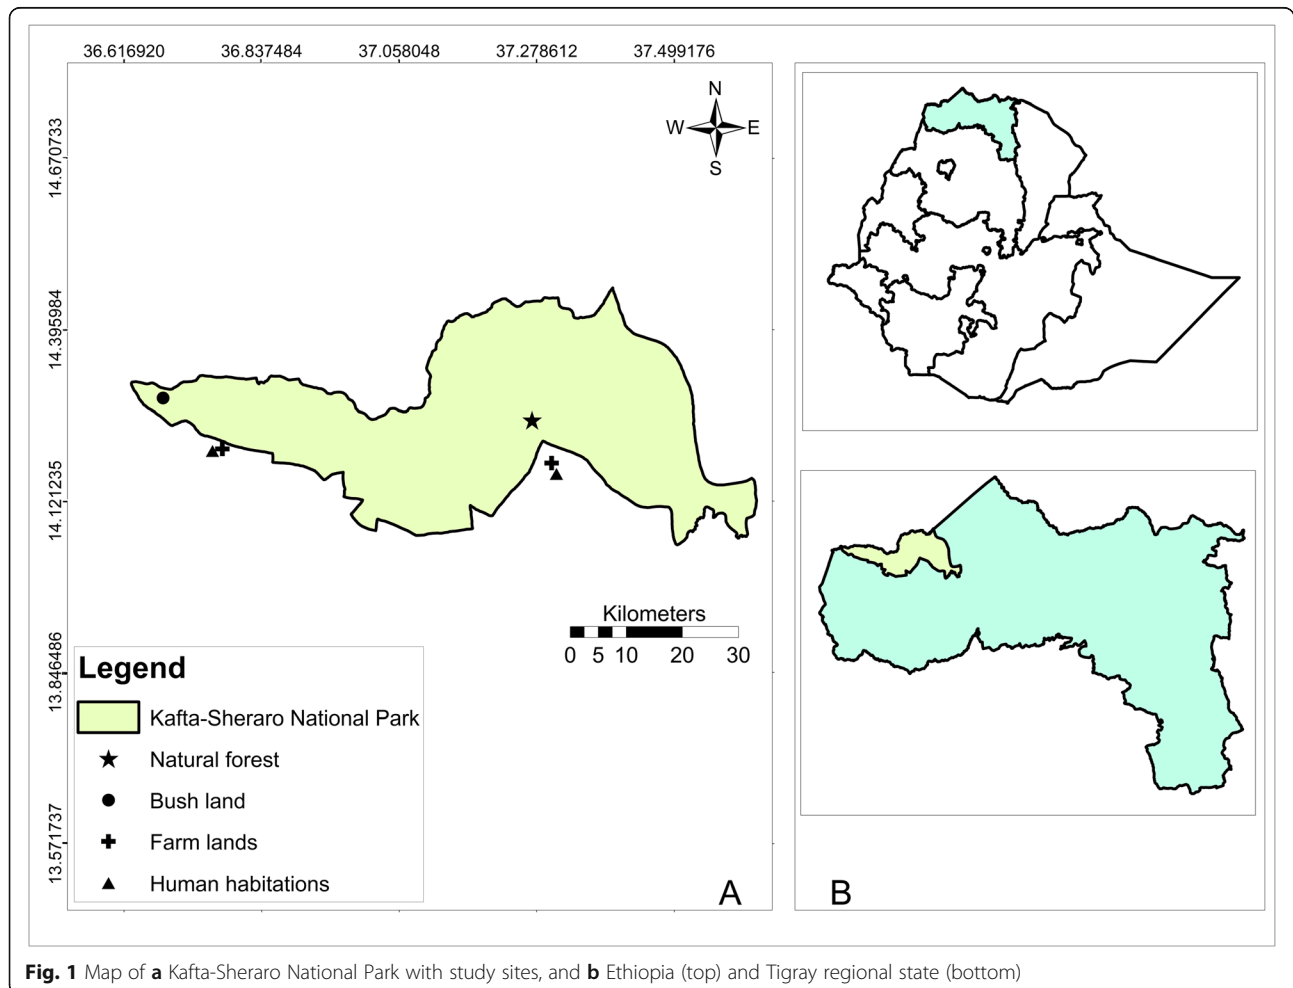 36.616920 36.837484 37.058048 37.278612 37.499176
14.670733
14.395984
14.121235
13.846486
13.571737
N
W E
S
Kilometers
0 5 10 20 30
Legend
Kafta-Sheraro National Park
Natural forest
Bush land
Farm lands
Human habitations
A
B
Fig. 1 Map of a Kafta-Sheraro National Park with study sites, and b Ethiopia (top) and Tigray regional state (bottom)